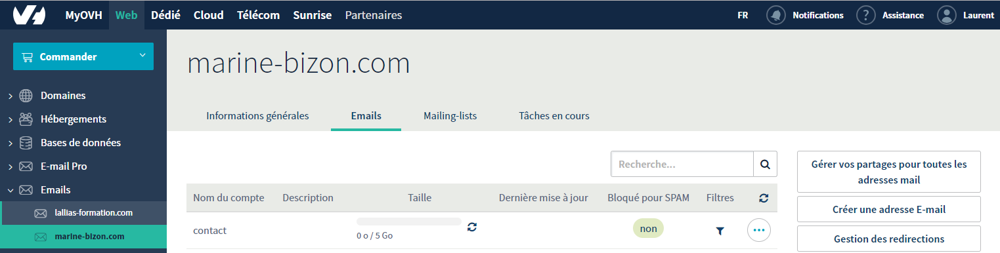 MyOVH Web Dédié Cloud Télécom Sunrise Partenaires FR Notifications ? Assistance Laurent
Commander
marine-bizon.com
Domaines
Hébergements
Bases de données
E-mail Pro
Emails
lallias-formation.com
marine-bizon.com
Informations générales Emails Mailing-lists Tâches en cours
Recherche...
Nom du compte Description Taille Dernière mise à jour Bloqué pour SPAM Filtres
contact 0 o / 5 Go non
Gérer vos partages pour toutes les
adresses mail
Créer une adresse E-mail
Gestion des redirections